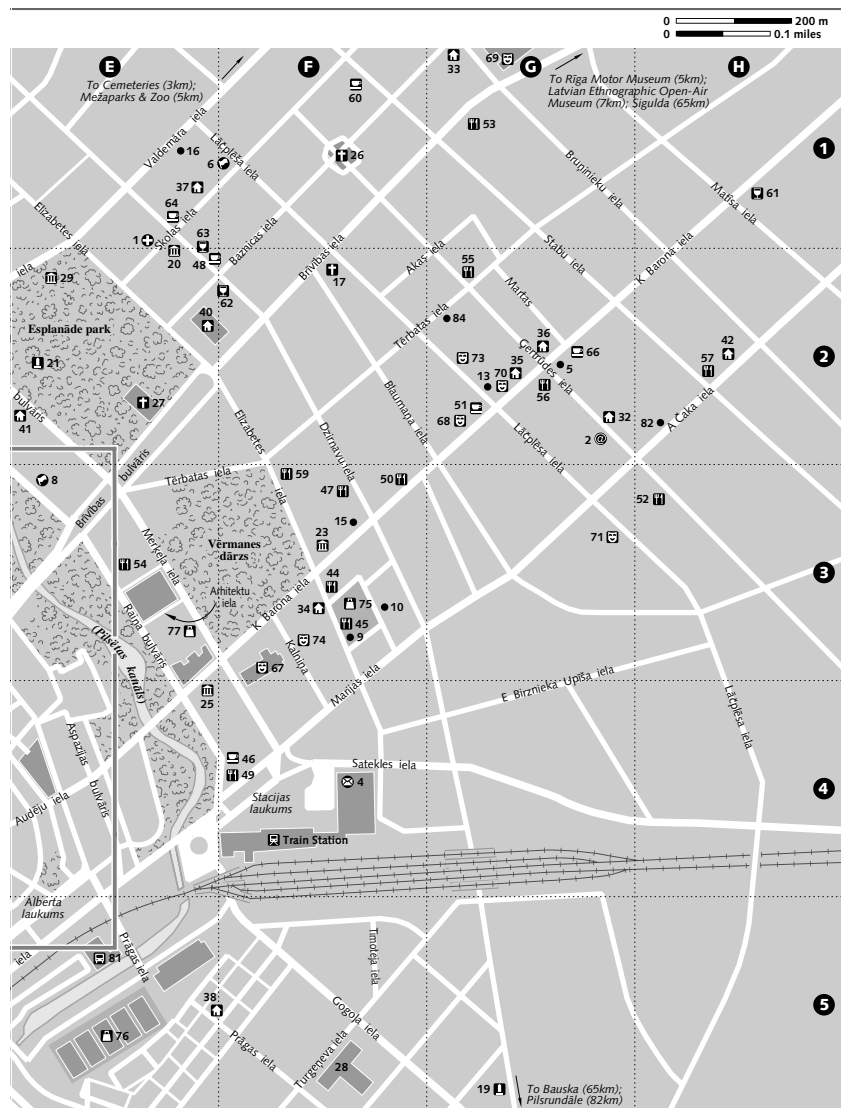 0 200 m
0 0.1 miles
E
F
G
H
To Cemeteries (3km);
Mežaparks & Zoo (5km)
60
33
69
To Rīga Motor Museum (5km);
Latvian Ethnographic Open-Air
Museum (7km); Sigulda (65km)
53
Valdemāra iela
16
6
Lāčplēša iela
26
1
Bruņinieku iela
Matīsa iela
61
37
64
Skolas iela
Elizabetes iela
1
63
20
48
Baznīcas iela
Brīvības iela
Akas iela
Stabu iela
K Barona iela
iela
29
17
55
62
Martas
Tērbatas iela
84
40
Esplanāde park
21
36
Ģertrūdes iela
66
5
42
57
2
73
35
13
70
56
bulvāris
27
41
51
68
Blaumaņa iela
32
82
A Čaka iela
2
Elizabetes iela
Dzirnavu iela
Lāčplēša iela
8
Brīvības bulvāris
Tērbatas iela
59
47
50
52
15
23
71
Vērmanes
dārzs
Merķeļa iela
54
44
3
Arhitektu
iela
K Barona iela
34
75
10
45
9
77
Raiņa bulvāris
74
Kalniņa
67
Marijas iela
(Pilsētas kanāls)
25
E Birznieka Upīša iela
Lāčplēša iela
Aspazijas bulvāris
46
49
Satekles iela
4
4
Audēju iela
Stacijas
laukums
Train Station
Alberta
laukums
iela
81
Prāgas iela
Timoteja iela
38
Gogoļa iela
5
76
Prāgas iela
Turgeņeva iela
28
19
To Bauska (65km);
Pilsrundāle (82km)